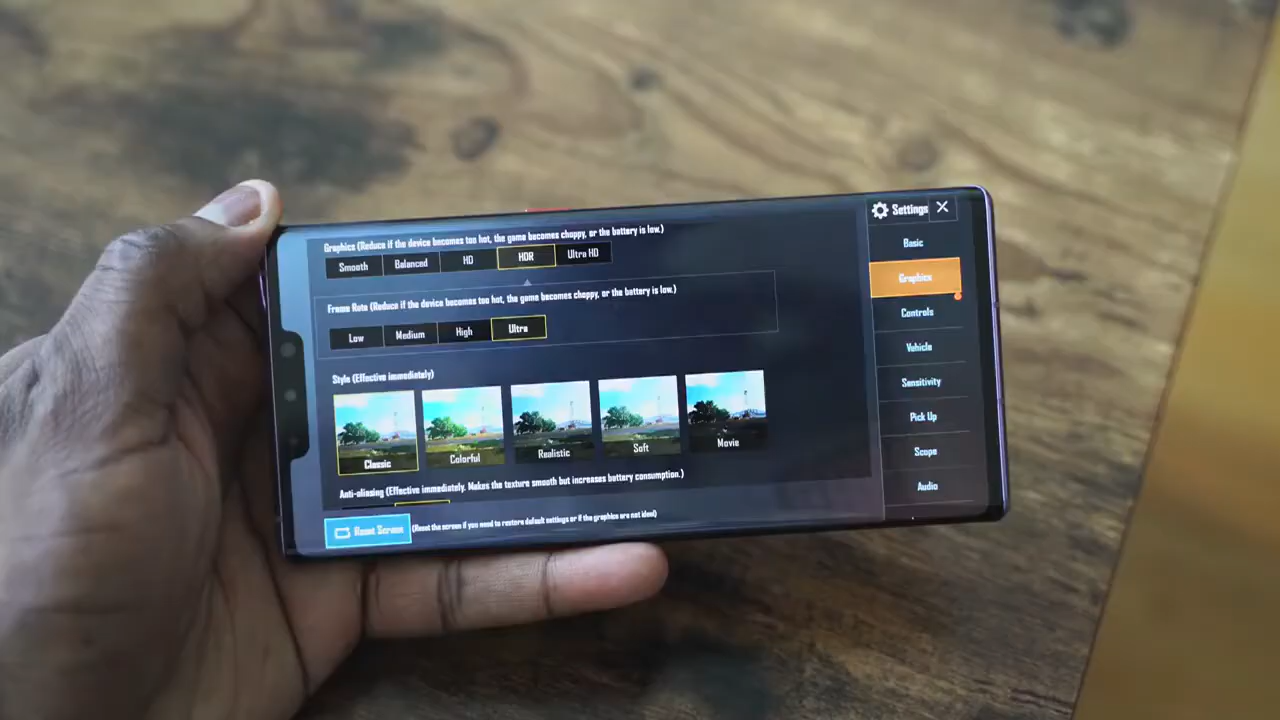 Settings
Graphics (Reduce if the device becomes too hot, the game becomes choppy, or the battery is low.)
Smooth Balanced HD HDR Ultra HD
Frame Rate (Reduce if the device becomes too hot, the game becomes choppy, or the battery is low.)
Low Medium High Ultra
Style (Effective immediately)
Classic Colorful Realistic Soft Movie
Anti-aliasing (Effective immediately. Makes the texture smooth but increases battery consumption.)
Reset Screen (Reset the screen if you need to restore default settings or if the graphics are not ideal)
Basic
Graphics
Controls
Vehicle
Sensitivity
Pick Up
Scope
Audio